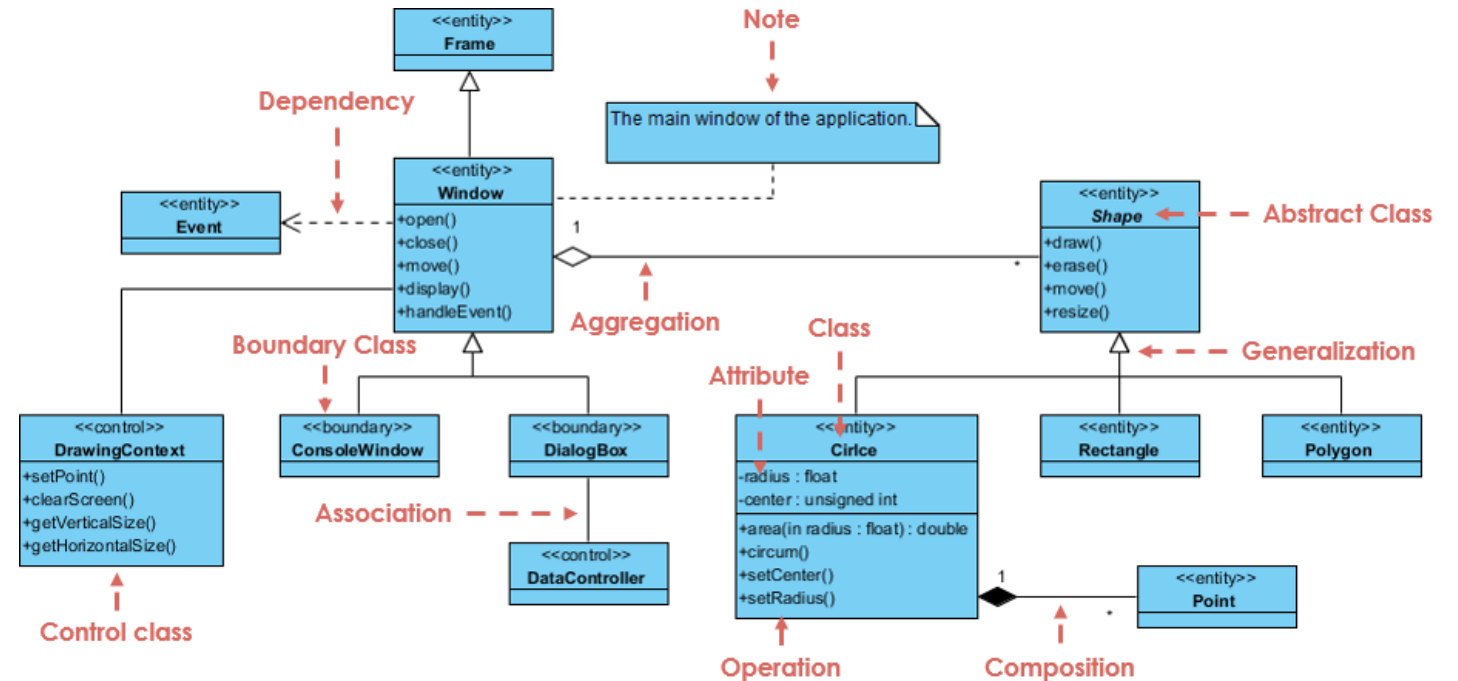 <<entity>>
Frame
Note
Dependency
The main window of the application.
<<entity>>
Window
+open()
+close()
+move()
+display()
+handleEvent()
<<entity>>
Event
1
*
<<entity>>
Shape
+draw()
+erase()
+move()
+resize()
Abstract Class
Aggregation
Class
Boundary Class
Generalization
Attribute
<<control>>
DrawingContext
+setPoint()
+clearScreen()
+getVerticalSize()
+getHorizontalSize()
<<boundary>>
ConsoleWindow
<<boundary>>
DialogBox
<<entity>>
Cirlce
-radius : float
-center : unsigned int
+area(in radius : float) : double
+circum()
+setCenter()
+setRadius()
<<entity>>
Rectangle
<<entity>>
Polygon
Association
<<control>>
DataController
1
*
<<entity>>
Point
Control class
Operation
Composition